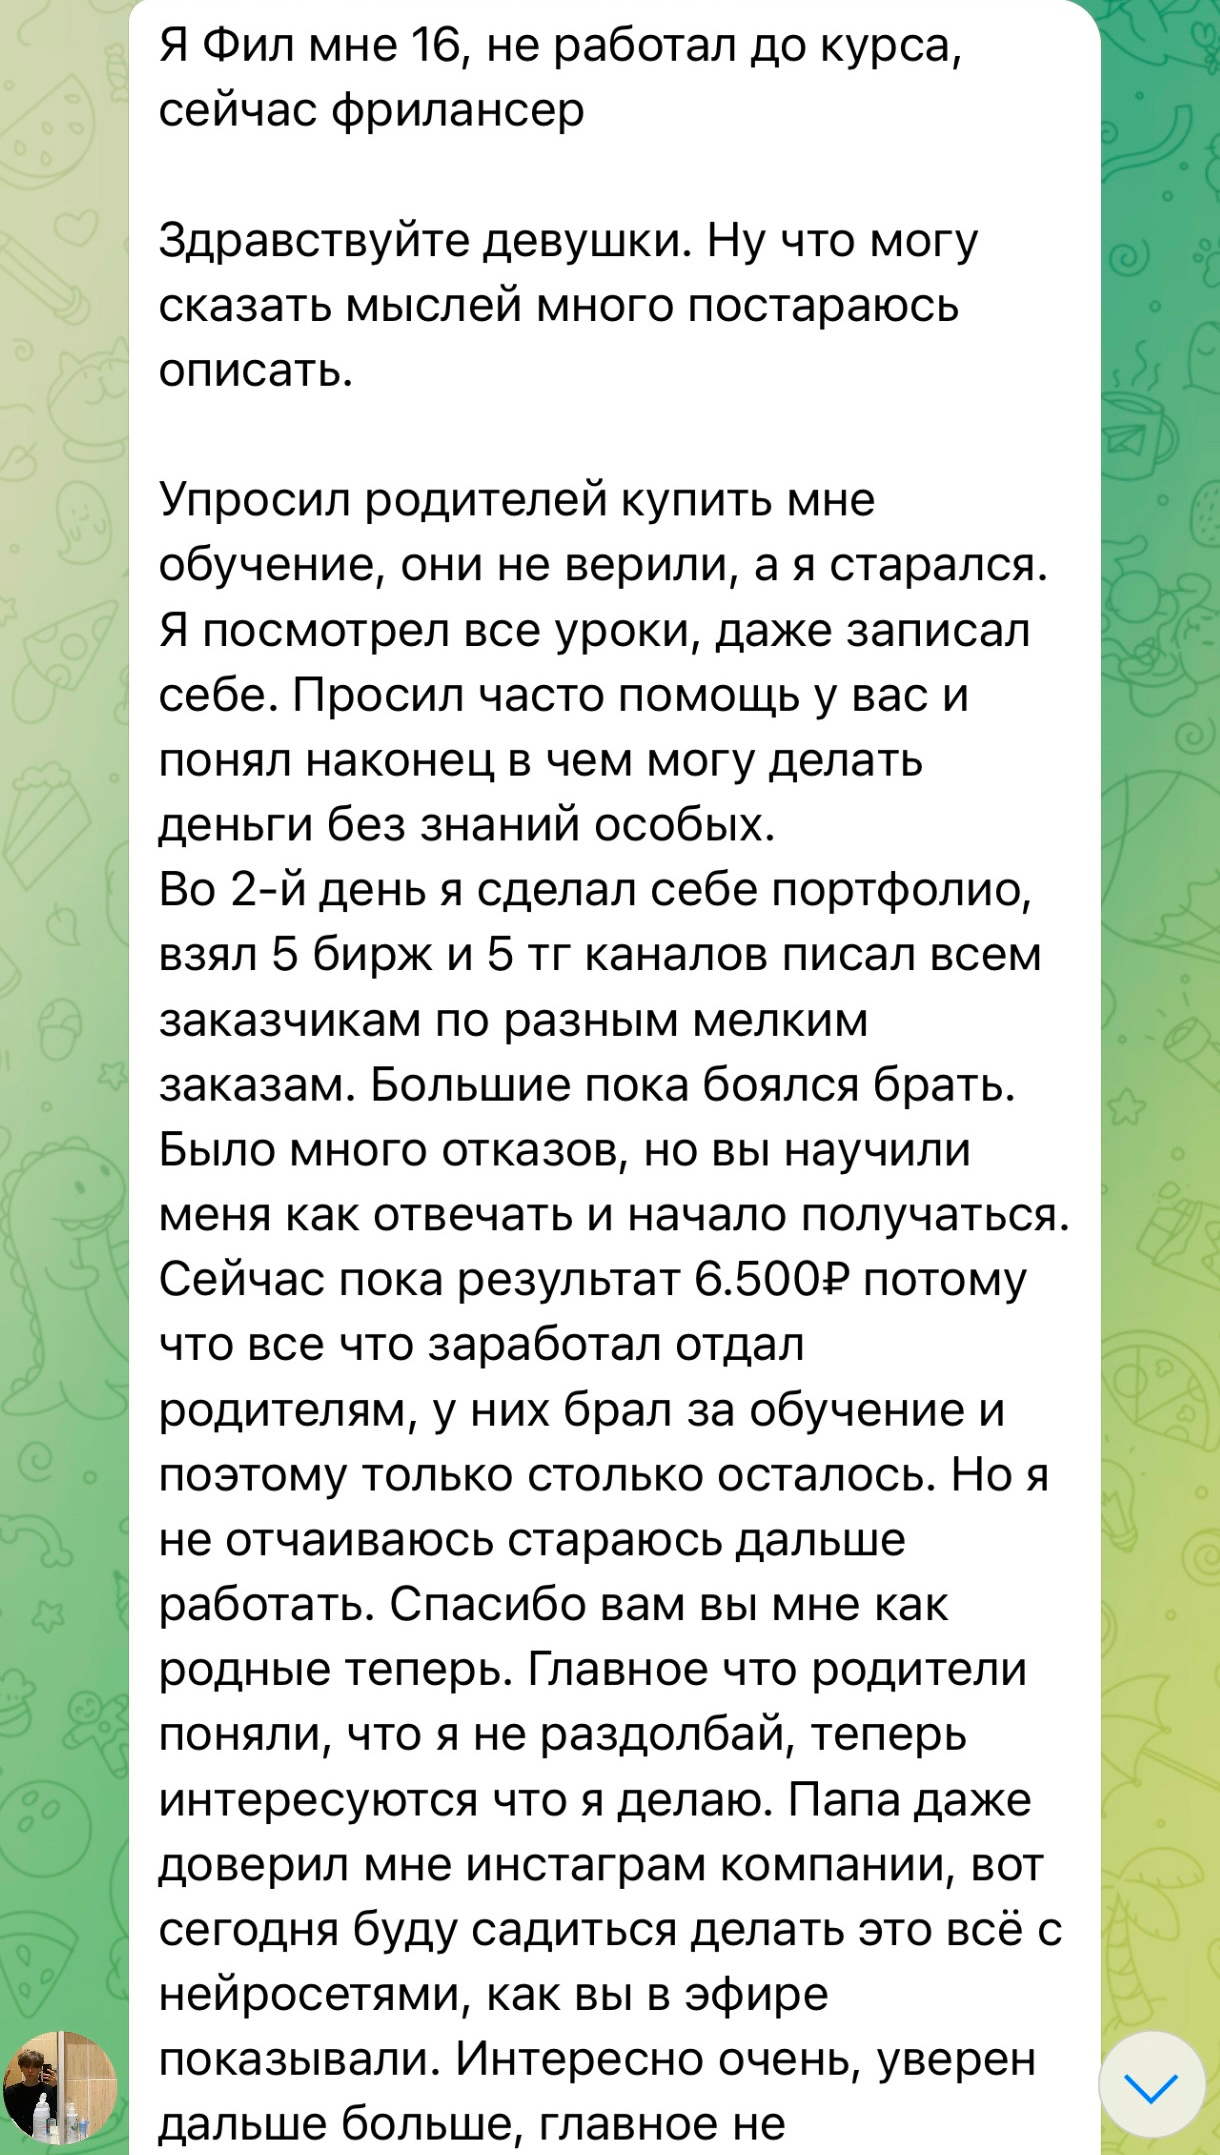 Я Фил мне 16, не работал до курса,
сейчас фрилансер
Здравствуйте девушки. Ну что могу
сказать мыслей много постараюсь
описать.
Упросил родителей купить мне
обучение, они не верили, а я старался.
Я посмотрел все уроки, даже записал
себе. Просил часто помощь у вас и
понял наконец в чем могу делать
деньги без знаний особых.
Во 2-й день я сделал себе портфолио,
взял 5 бирж и 5 тг каналов писал всем
заказчикам по разным мелким
заказам. Большие пока боялся брать.
Было много отказов, но вы научили
меня как отвечать и начало получаться.
Сейчас пока результат 6.500₽ потому
что все что заработал отдал
родителям, у них брал за обучение и
поэтому только столько осталось. Но я
не отчаиваюсь стараюсь дальше
работать. Спасибо вам вы мне как
родные теперь. Главное что родители
поняли, что я не раздолбай, теперь
интересуются что я делаю. Папа даже
доверил мне инстаграм компании, вот
сегодня буду садиться делать это всё с
нейросетями, как вы в эфире
показывали. Интересно очень, уверен
дальше больше, главное не